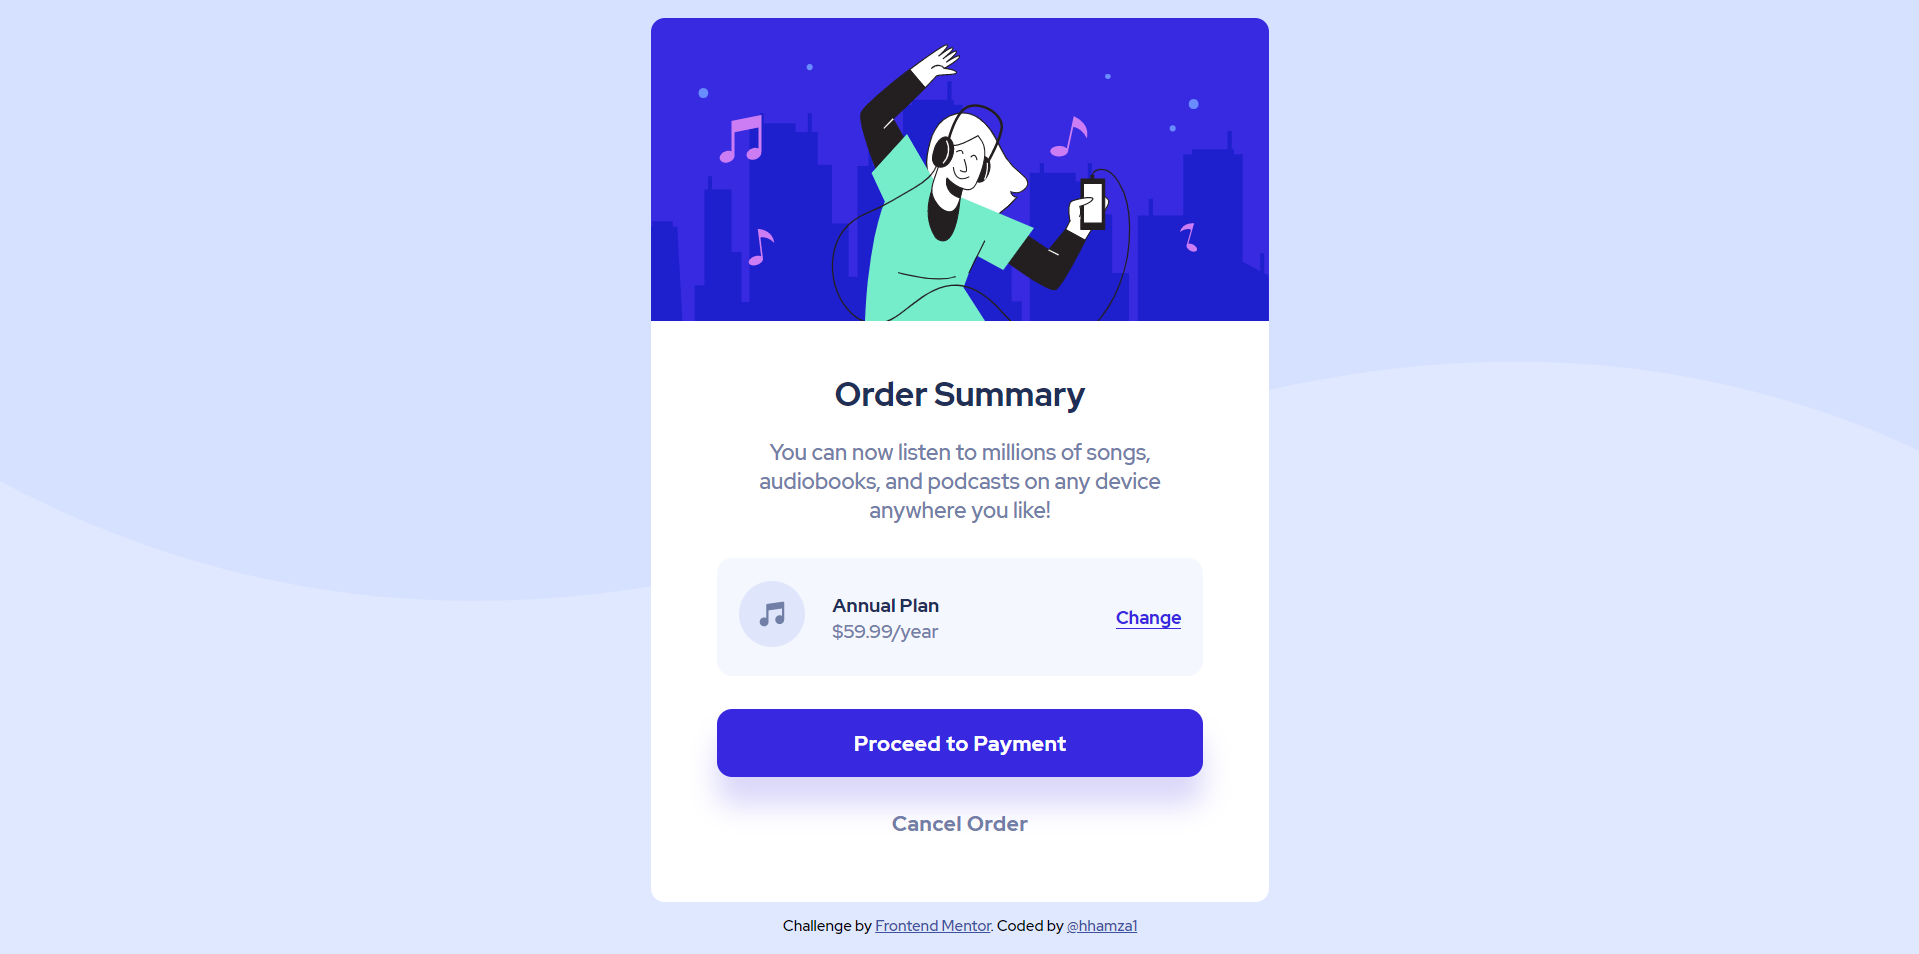 Order Summary
You can now listen to millions of songs,
audiobooks, and podcasts on any device
anywhere you like!
Annual Plan
$59.99/year
Change
Proceed to Payment
Cancel Order
Challenge by Frontend Mentor. Coded by @hhamza1